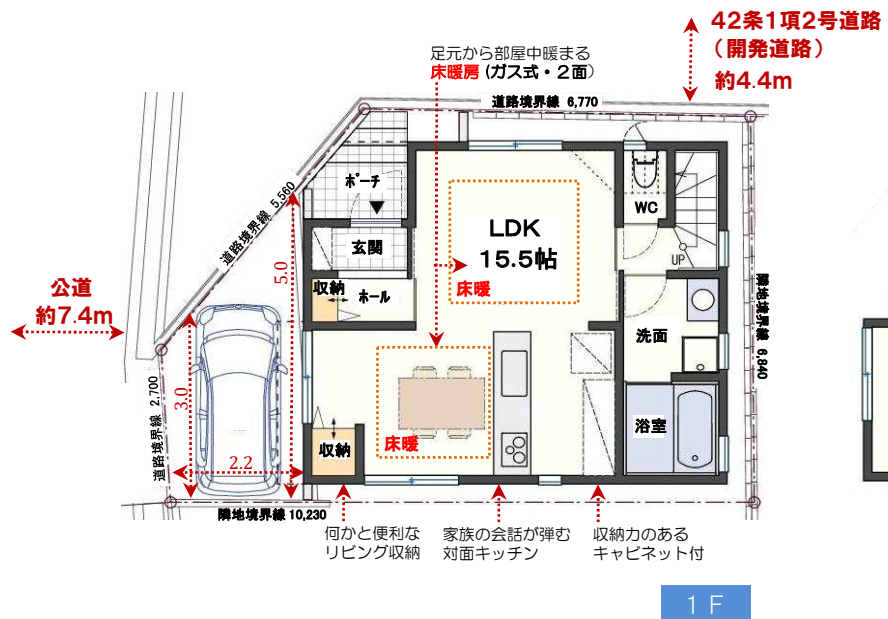 42条1項2号道路
（開発道路）
約4.4m
足元から部屋中暖まる
床暖房 (ガス式・2面)
道路境界線 6,770
道路境界線 5,560
ポーチ
WC
LDK
15.5帖
玄関
5.0
UP
床暖
収納
ホール
公道
約7.4m
隣地境界線 6,840
洗面
3.0
道路境界線 2,700
床暖
浴室
収納
2.2
隣地境界線 10,230
何かと便利な
リビング収納
家族の会話が弾む
対面キッチン
収納力のある
キャビネット付
1F